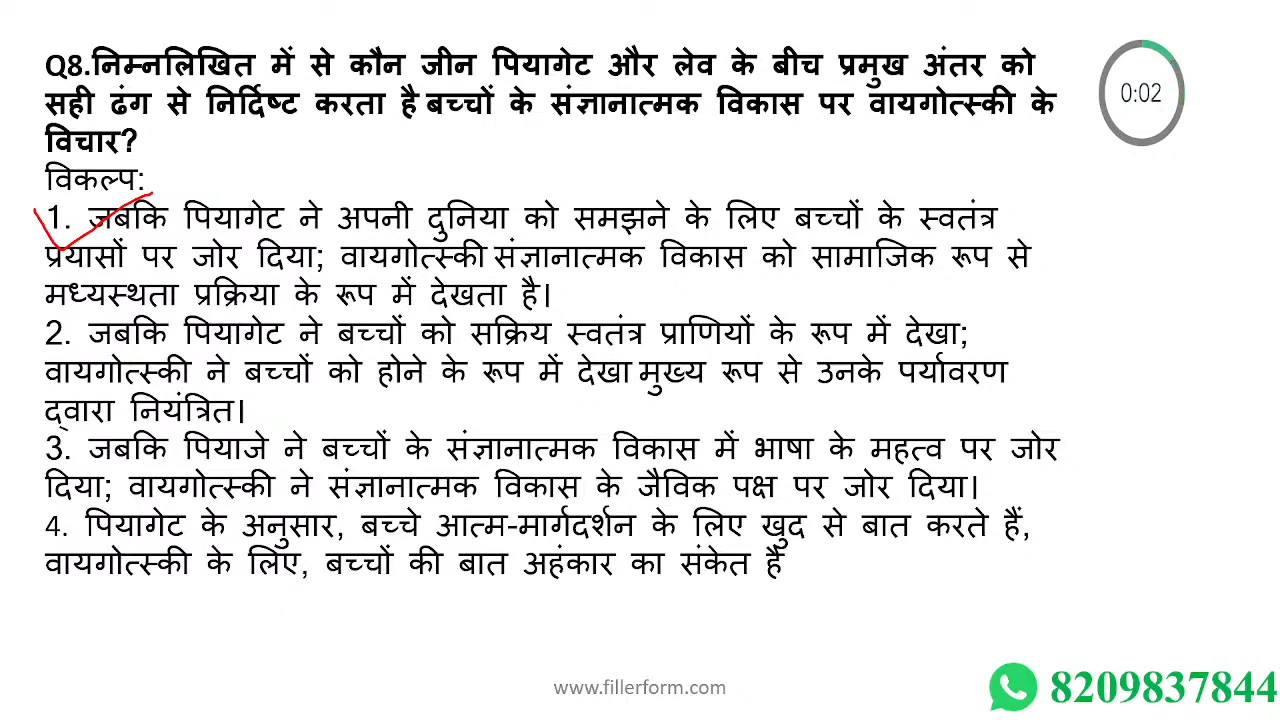 Q8.निम्नलिखित में से कौन जीन पियागेट और लेव के बीच प्रमुख अंतर को
सही ढंग से निर्दिष्ट करता है बच्चों के संज्ञानात्मक विकास पर वायगोत्स्की के
विचार?
0:02
विकल्प:
1. जबकि पियागेट ने अपनी दुनिया को समझने के लिए बच्चों के स्वतंत्र
प्रयासों पर जोर दिया; वायगोत्स्की संज्ञानात्मक विकास को सामाजिक रूप से
मध्यस्थता प्रक्रिया के रूप में देखता है।
2. जबकि पियागेट ने बच्चों को सक्रिय स्वतंत्र प्राणियों के रूप में देखा;
वायगोत्स्की ने बच्चों को होने के रूप में देखा मुख्य रूप से उनके पर्यावरण
द्वारा नियंत्रित।
3. जबकि पियाजे ने बच्चों के संज्ञानात्मक विकास में भाषा के महत्व पर जोर
दिया; वायगोत्स्की ने संज्ञानात्मक विकास के जैविक पक्ष पर जोर दिया।
4. पियागेट के अनुसार, बच्चे आत्म-मार्गदर्शन के लिए खुद से बात करते हैं,
वायगोत्स्की के लिए, बच्चों की बात अहंकार का संकेत है
www.fillerform.com
8209837844